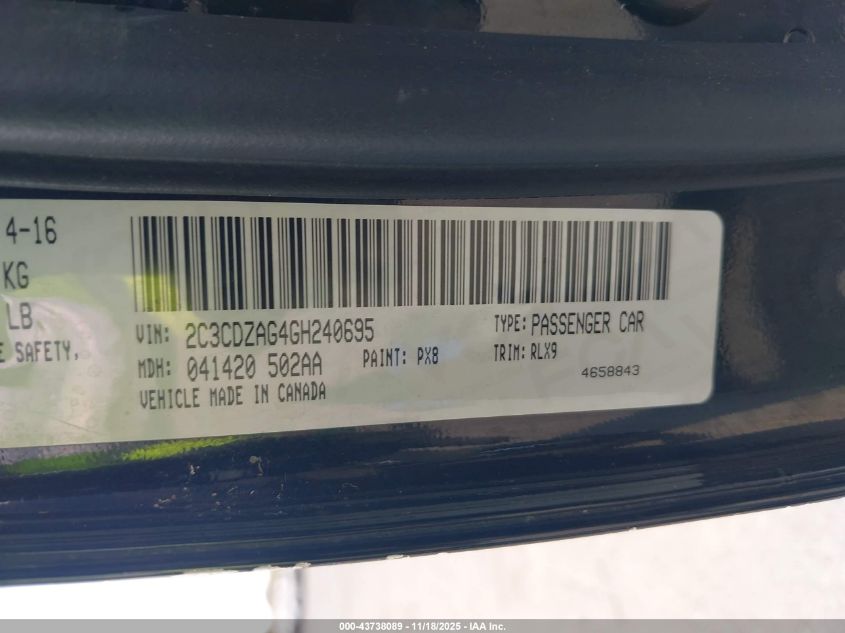 4-16
KG
LB
E SAFETY,
VIN: 2C3CDZAG4GH240695
TYPE: PASSENGER CAR
MDH: 041420 502AA
PAINT: PX8
TRIM: RLX9
VEHICLE MADE IN CANADA
4658843
000-43738089 - 11/18/2025 - IAA Inc.